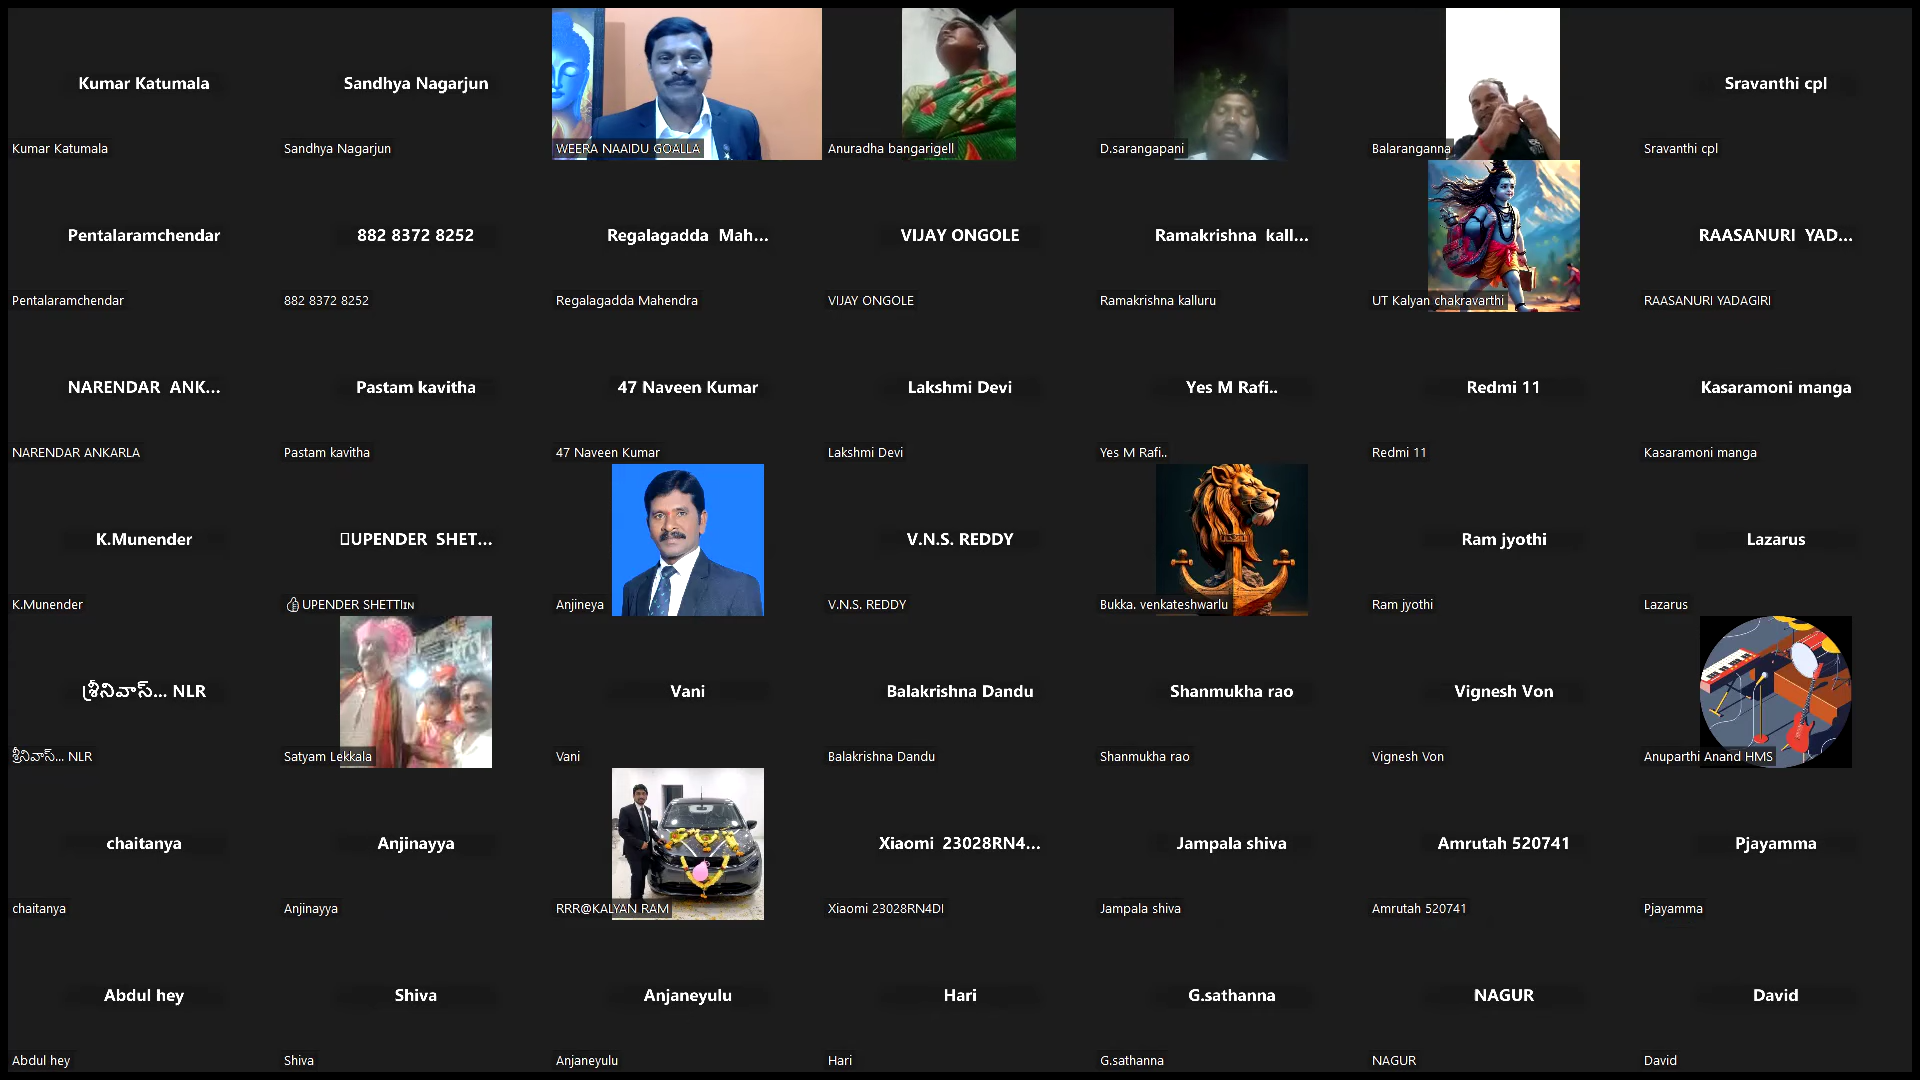 Kumar Katumala
Kumar Katumala
Sandhya Nagarjun
Sandhya Nagarjun
WEERA NAAIDU GOALLA
Anuradha bangarigell
D.sarangapani
Balaranganna
Sravanthi cpl
Sravanthi cpl
Pentalaramchendar
Pentalaramchendar
882 8372 8252
882 8372 8252
Regalagadda Mah...
Regalagadda Mahendra
VIJAY ONGOLE
VIJAY ONGOLE
Ramakrishna kall...
Ramakrishna kalluru
UT Kalyan chakravarthi
RAASANURI YAD...
RAASANURI YADAGIRI
NARENDAR ANK...
NARENDAR ANKARLA
Pastam kavitha
Pastam kavitha
47 Naveen Kumar
47 Naveen Kumar
Lakshmi Devi
Lakshmi Devi
Yes M Rafi..
Yes M Rafi..
Redmi 11
Redmi 11
Kasaramoni manga
Kasaramoni manga
K.Munender
K.Munender
UPENDER SHET...
👍UPENDER SHETTIɪɴ
Anjineya
V.N.S. REDDY
V.N.S. REDDY
Bukka. venkateshwarlu
Ram jyothi
Ram jyothi
Lazarus
Lazarus
శ్రీనివాస్... NLR
శ్రీనివాస్... NLR
Satyam Lekkala
Vani
Vani
Balakrishna Dandu
Balakrishna Dandu
Shanmukha rao
Shanmukha rao
Vignesh Von
Vignesh Von
Anuparthi Anand HMS
chaitanya
chaitanya
Anjinayya
Anjinayya
RRR@KALYAN RAM
Xiaomi 23028RN4...
Xiaomi 23028RN4DI
Jampala shiva
Jampala shiva
Amrutah 520741
Amrutah 520741
Pjayamma
Pjayamma
Abdul hey
Abdul hey
Shiva
Shiva
Anjaneyulu
Anjaneyulu
Hari
Hari
G.sathanna
G.sathanna
NAGUR
NAGUR
David
David